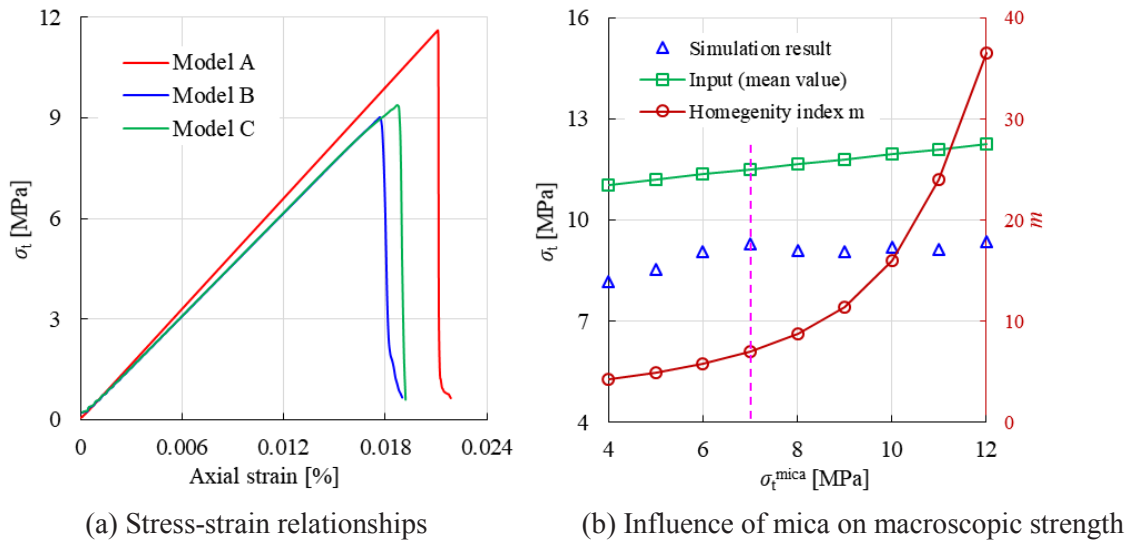 12
9
6
3
0
σt [MPa]
Model A
Model B
Model C
0 0.006 0.012 0.018 0.024
Axial strain [%]
(a) Stress-strain relationships
16
13
10
7
4
σt [MPa]
Simulation result
Input (mean value)
Homegenity index m
40
30
20
10
0
m
4 6 8 10 12
σt^mica [MPa]
(b) Influence of mica on macroscopic strength